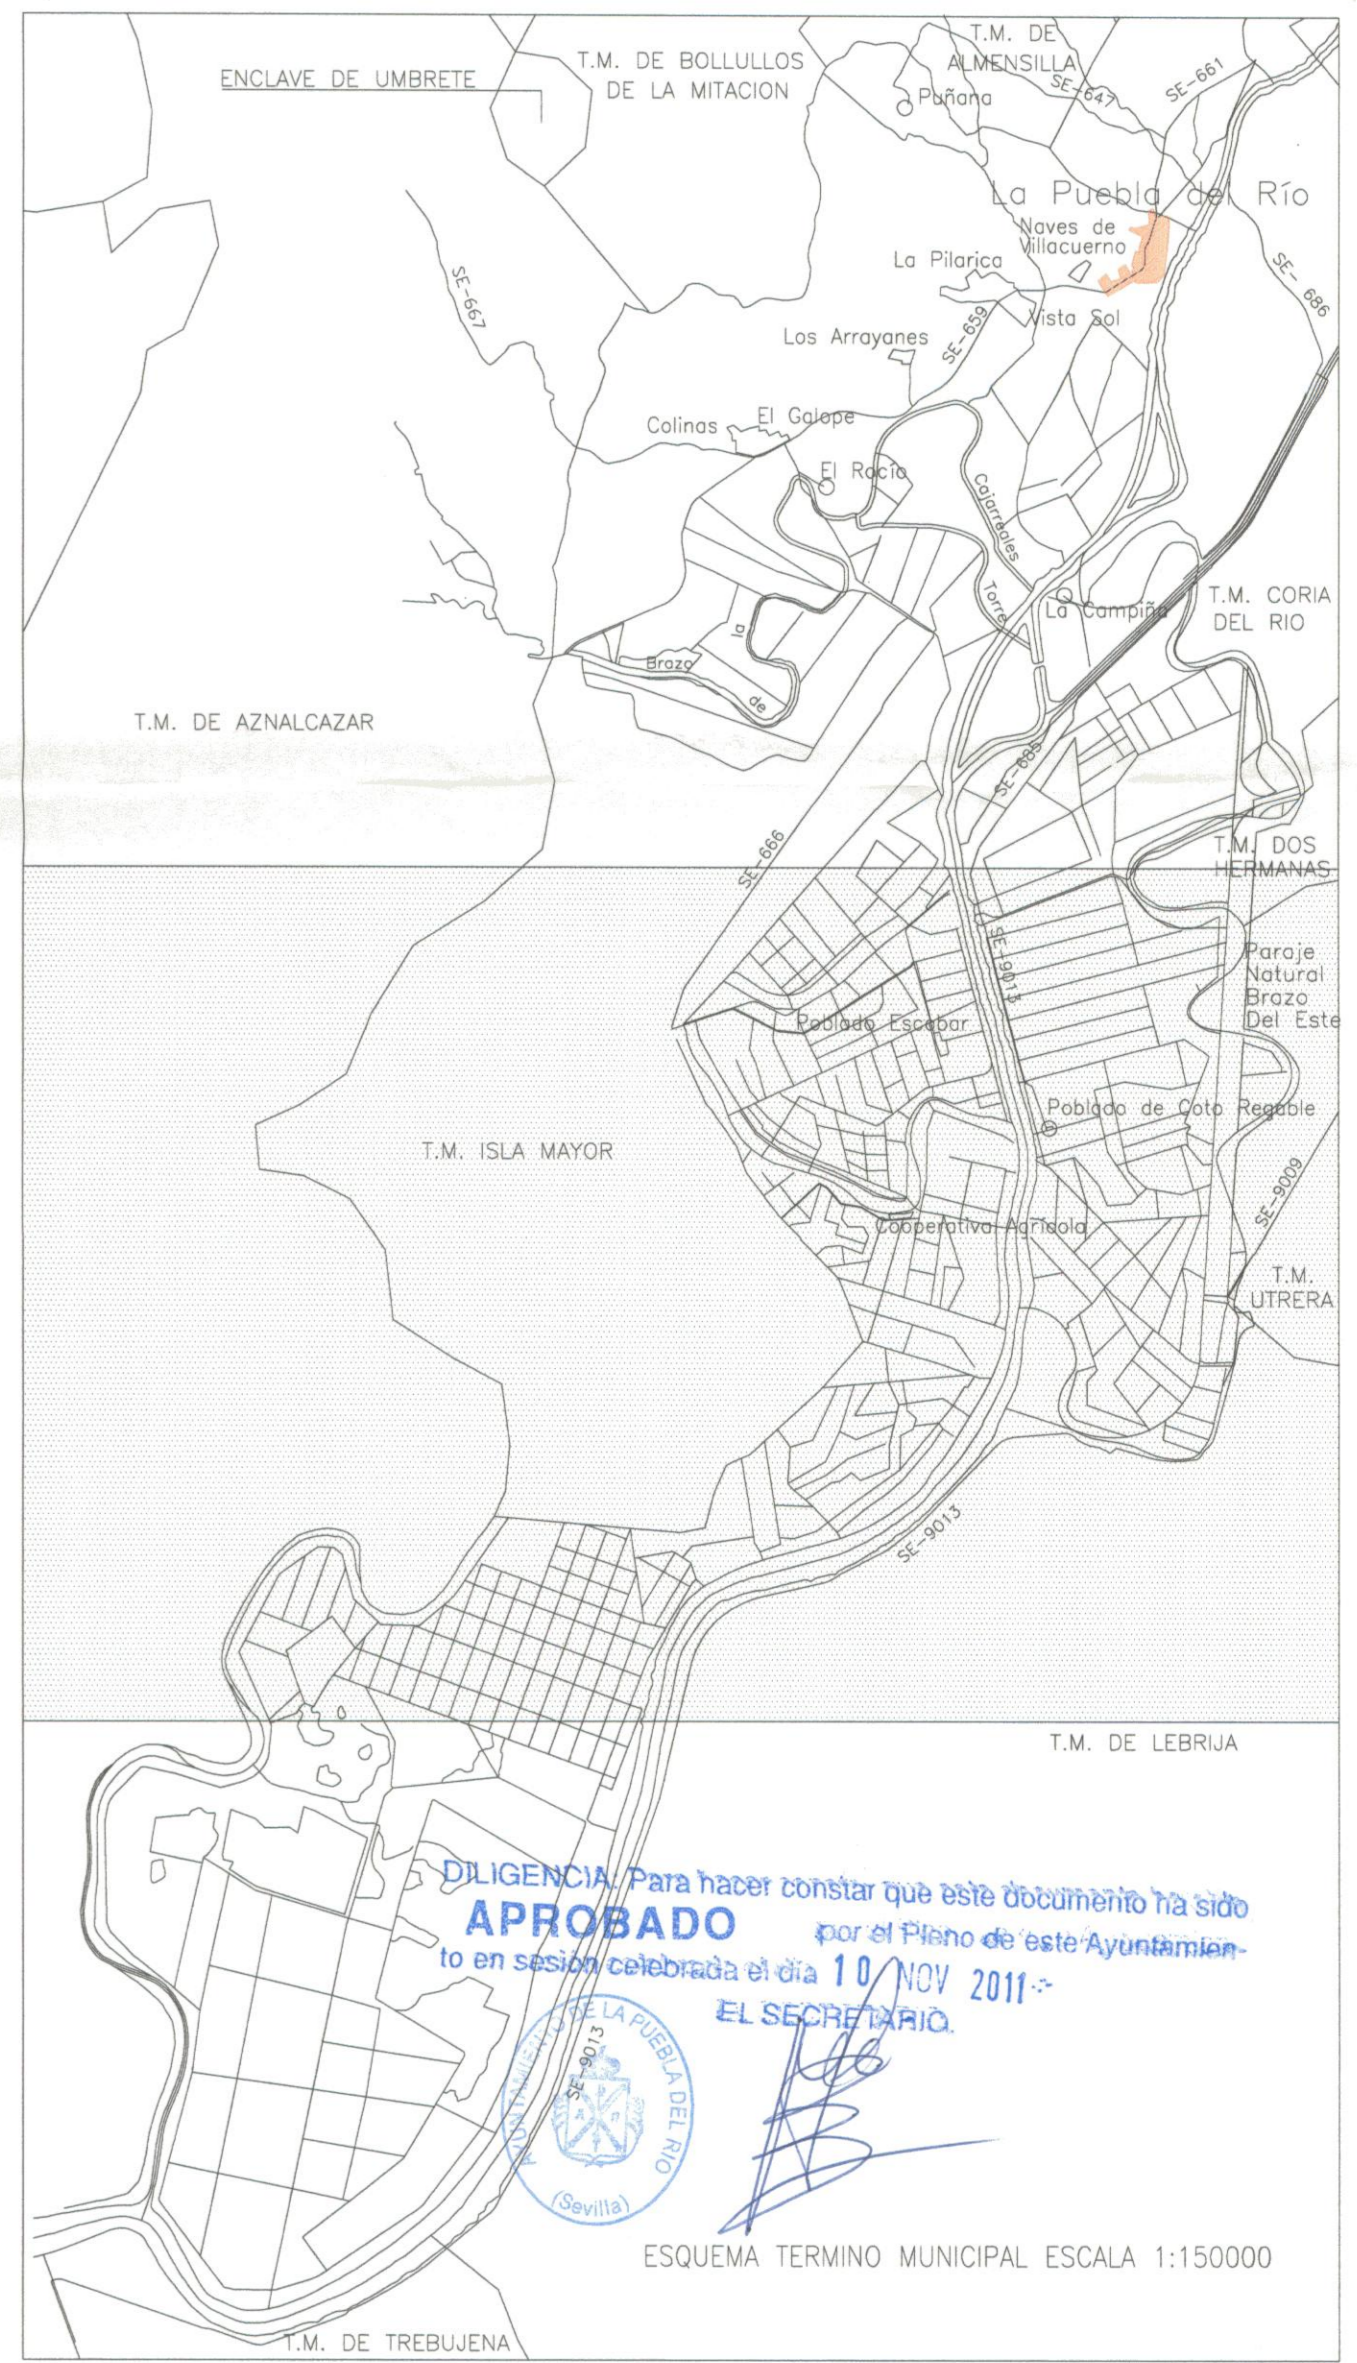 ENCLAVE DE UMBRETE
T.M. DE BOLLULLOS
DE LA MITACION
T.M. DE
ALMENSILLA
SE-647
SE-661
Puñana
La Puebla del Río
Naves de
Villacuerno
La Pilarica
SE-686
SE-667
Vista Sol
SE-659
Los Arrayanes
Colinas
El Galope
El Rocío
Cajarreales
Torre
La Campiña
T.M. CORIA
DEL RIO
la
Brazo
de
T.M. DE AZNALCAZAR
SE-685
SE-666
T.M. DOS
HERMANAS
SE-9013
Paraje
Natural
Brazo
Del Este
Poblado Escobar
Poblado de Coto Regable
T.M. ISLA MAYOR
SE-9009
Cooperativa Agrídola
T.M.
UTRERA
SE-9013
T.M. DE LEBRIJA
DILIGENCIA: Para hacer constar que este documento ha sido
APROBADO por el Pleno de este Ayuntamien-
to en sesión celebrada el día 10 NOV 2011
EL SECRETARIO.
AYUNTAMIENTO DE LA PUEBLA DEL RIO
(Sevilla)
SE-9013
ESQUEMA TERMINO MUNICIPAL ESCALA 1:150000
T.M. DE TREBUJENA